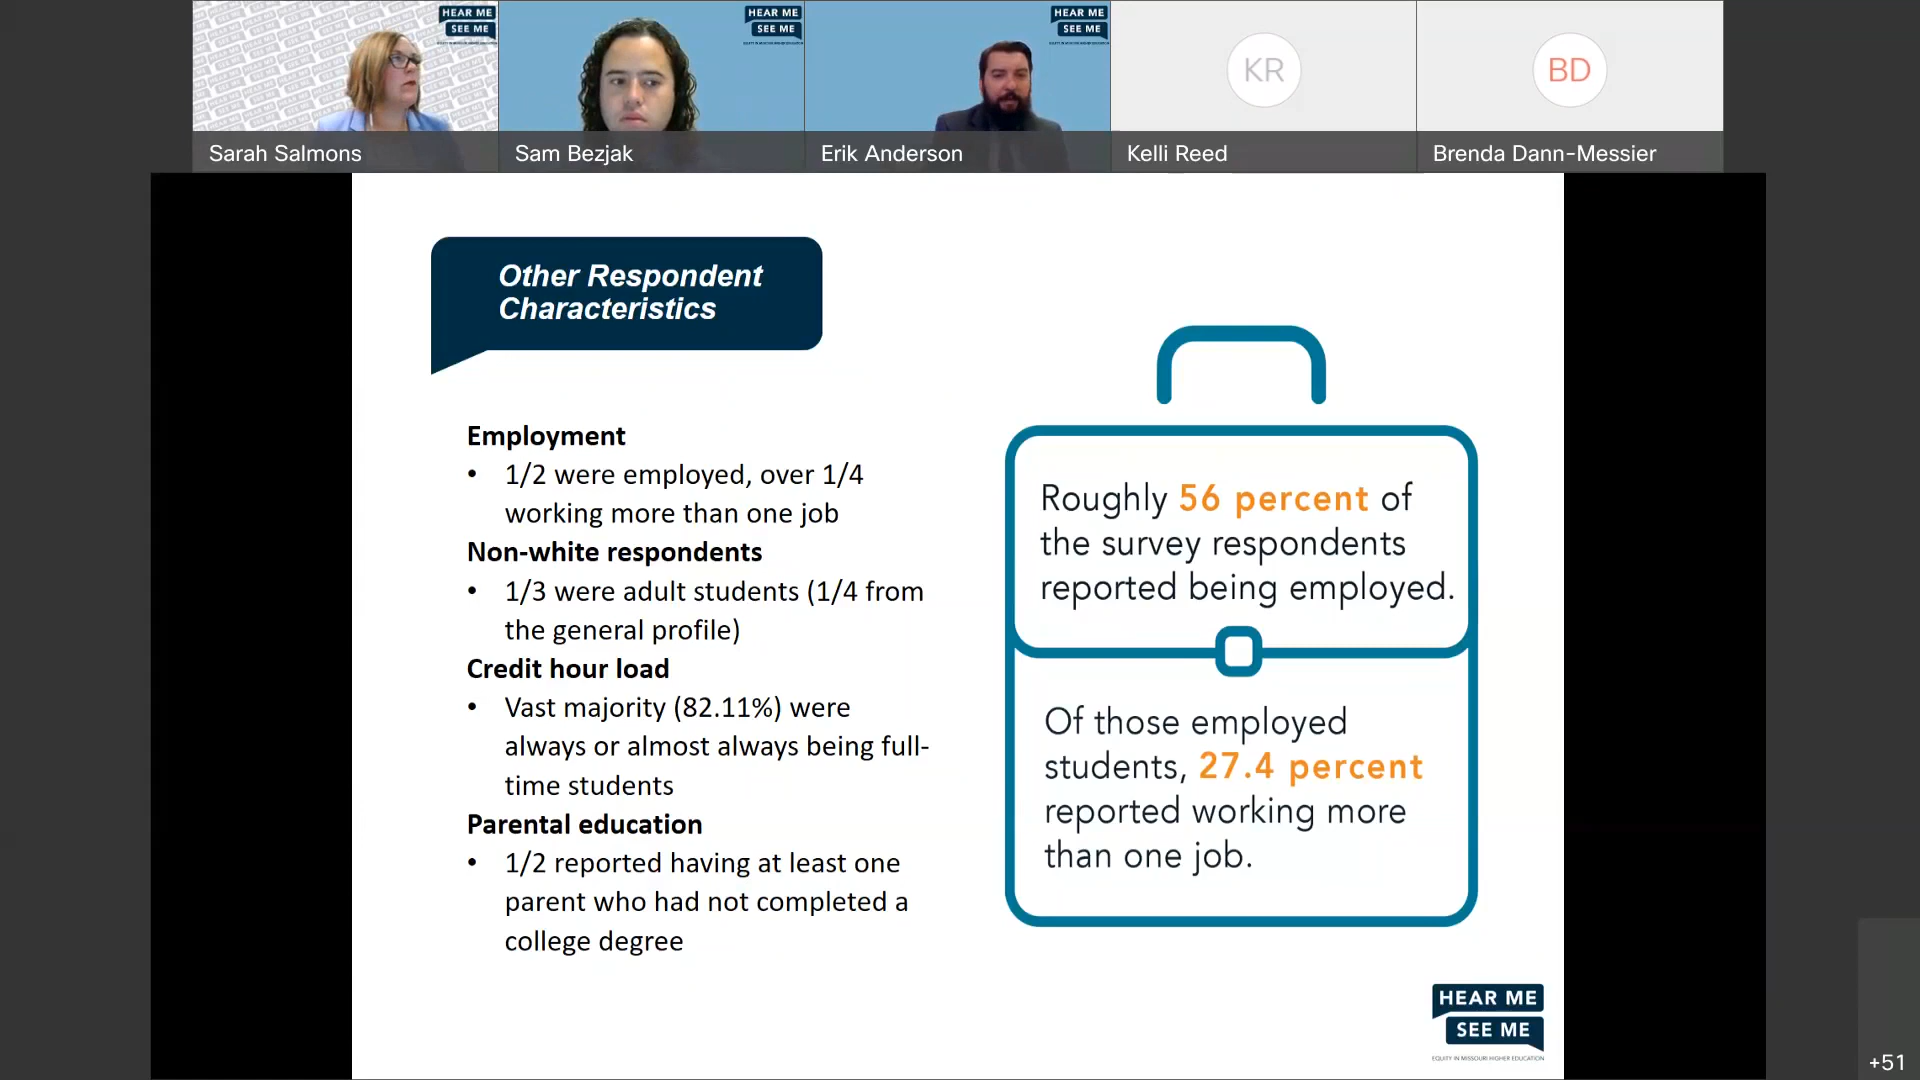 HEAR ME
SEE ME
HEAR ME
SEE ME
HEAR ME
SEE ME
KR
BD
Sarah Salmons
Sam Bezjak
Erik Anderson
Kelli Reed
Brenda Dann-Messier
Other Respondent
Characteristics
Employment
• 1/2 were employed, over 1/4
working more than one job
Non-white respondents
• 1/3 were adult students (1/4 from
the general profile)
Credit hour load
• Vast majority (82.11%) were
always or almost always being full-
time students
Parental education
• 1/2 reported having at least one
parent who had not completed a
college degree
Roughly 56 percent of
the survey respondents
reported being employed.
Of those employed
students, 27.4 percent
reported working more
than one job.
HEAR ME
SEE ME
EQUITY IN MISSOURI HIGHER EDUCATION
+51